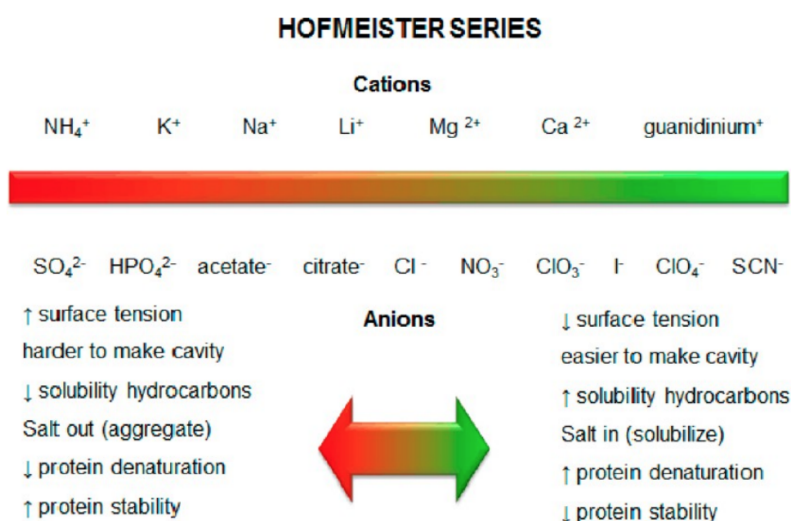 HOFMEISTER SERIES
Cations
NH₄⁺ K⁺ Na⁺ Li⁺ Mg ²⁺ Ca ²⁺ guanidinium⁺
SO₄²⁻ HPO₄²⁻ acetate⁻ citrate⁻ Cl ⁻ NO₃⁻ ClO₃⁻ I⁻ ClO₄⁻ SCN⁻
Anions
↑ surface tension
harder to make cavity
↓ solubility hydrocarbons
Salt out (aggregate)
↓ protein denaturation
↑ protein stability
↓ surface tension
easier to make cavity
↑ solubility hydrocarbons
Salt in (solubilize)
↑ protein denaturation
↓ protein stability